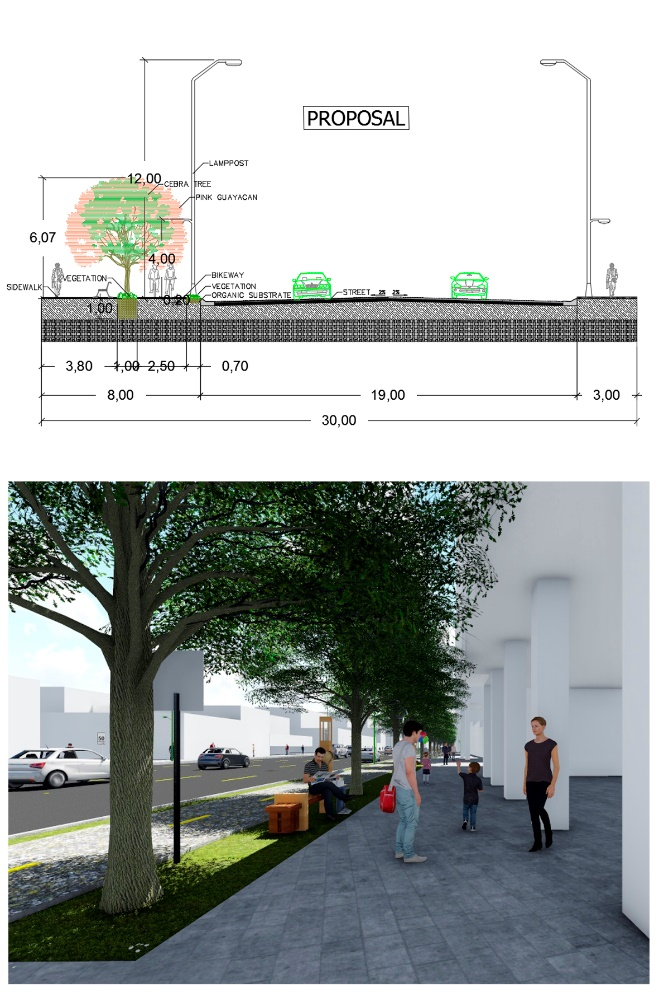 PROPOSAL
LAMPPOST
12,00
CEBRA TREE
PINK GUAYACAN
6,07
4,00
VEGETATION
BIKEWAY
SIDEWALK
VEGETATION
0,20
ORGANIC SUBSTRATE
STREET
2% 2%
1,00
3,80
1,00
2,50
0,70
8,00
19,00
3,00
30,00
50